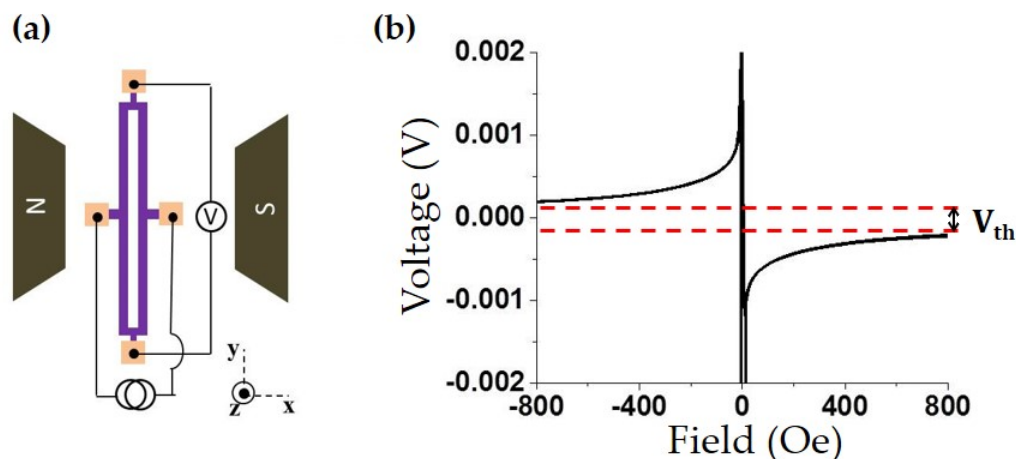 (a)
N
V
S
y
z
x
(b)
Voltage (V)
0.002
0.001
0.000
-0.001
-0.002
-800
-400
0
400
800
Field (Oe)
Vth